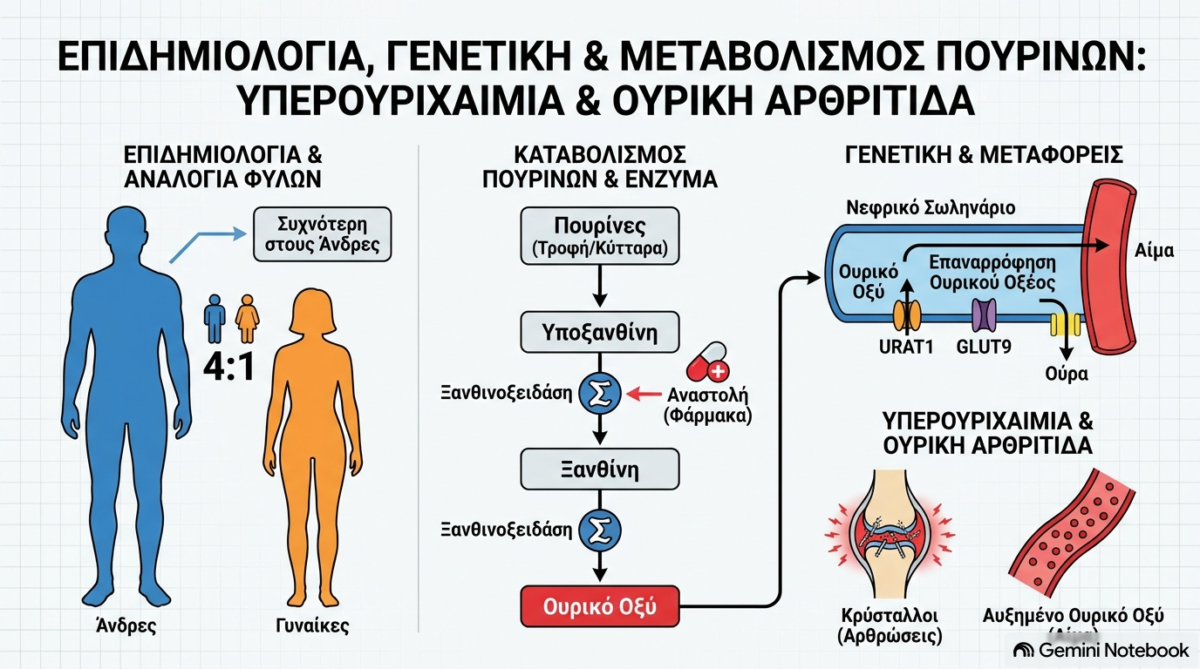 ΕΠΙΔΗΜΙΟΛΟΓΙΑ, ΓΕΝΕΤΙΚΗ & ΜΕΤΑΒΟΛΙΣΜΟΣ ΠΟΥΡΙΝΩΝ:
ΥΠΕΡΟΥΡΙΧΑΙΜΙΑ & ΟΥΡΙΚΗ ΑΡΘΡΙΤΙΔΑ
ΕΠΙΔΗΜΙΟΛΟΓΙΑ &
ΑΝΑΛΟΓΙΑ ΦΥΛΩΝ
Συχνότερη
στους Άνδρες
4:1
Άνδρες
Γυναίκες
ΚΑΤΑΒΟΛΙΣΜΟΣ
ΠΟΥΡΙΝΩΝ & ΕΝΖΥΜΑ
Πουρίνες
(Τροφή/Κύτταρα)
Υποξανθίνη
Ξανθινοξειδάση
Σ
Αναστολή
(Φάρμακα)
Ξανθίνη
Ξανθινοξειδάση
Σ
Ουρικό Οξύ
ΓΕΝΕΤΙΚΗ & ΜΕΤΑΦΟΡΕΙΣ
Νεφρικό Σωληνάριο
Αίμα
Ουρικό
Οξύ
Επαναρρόφηση
Ουρικού Οξέος
URAT1
GLUT9
Ούρα
ΥΠΕΡΟΥΡΙΧΑΙΜΙΑ &
ΟΥΡΙΚΗ ΑΡΘΡΙΤΙΔΑ
Κρύσταλλοι
(Αρθρώσεις)
Αυξημένο Ουρικό Οξύ
Gemini Notebook